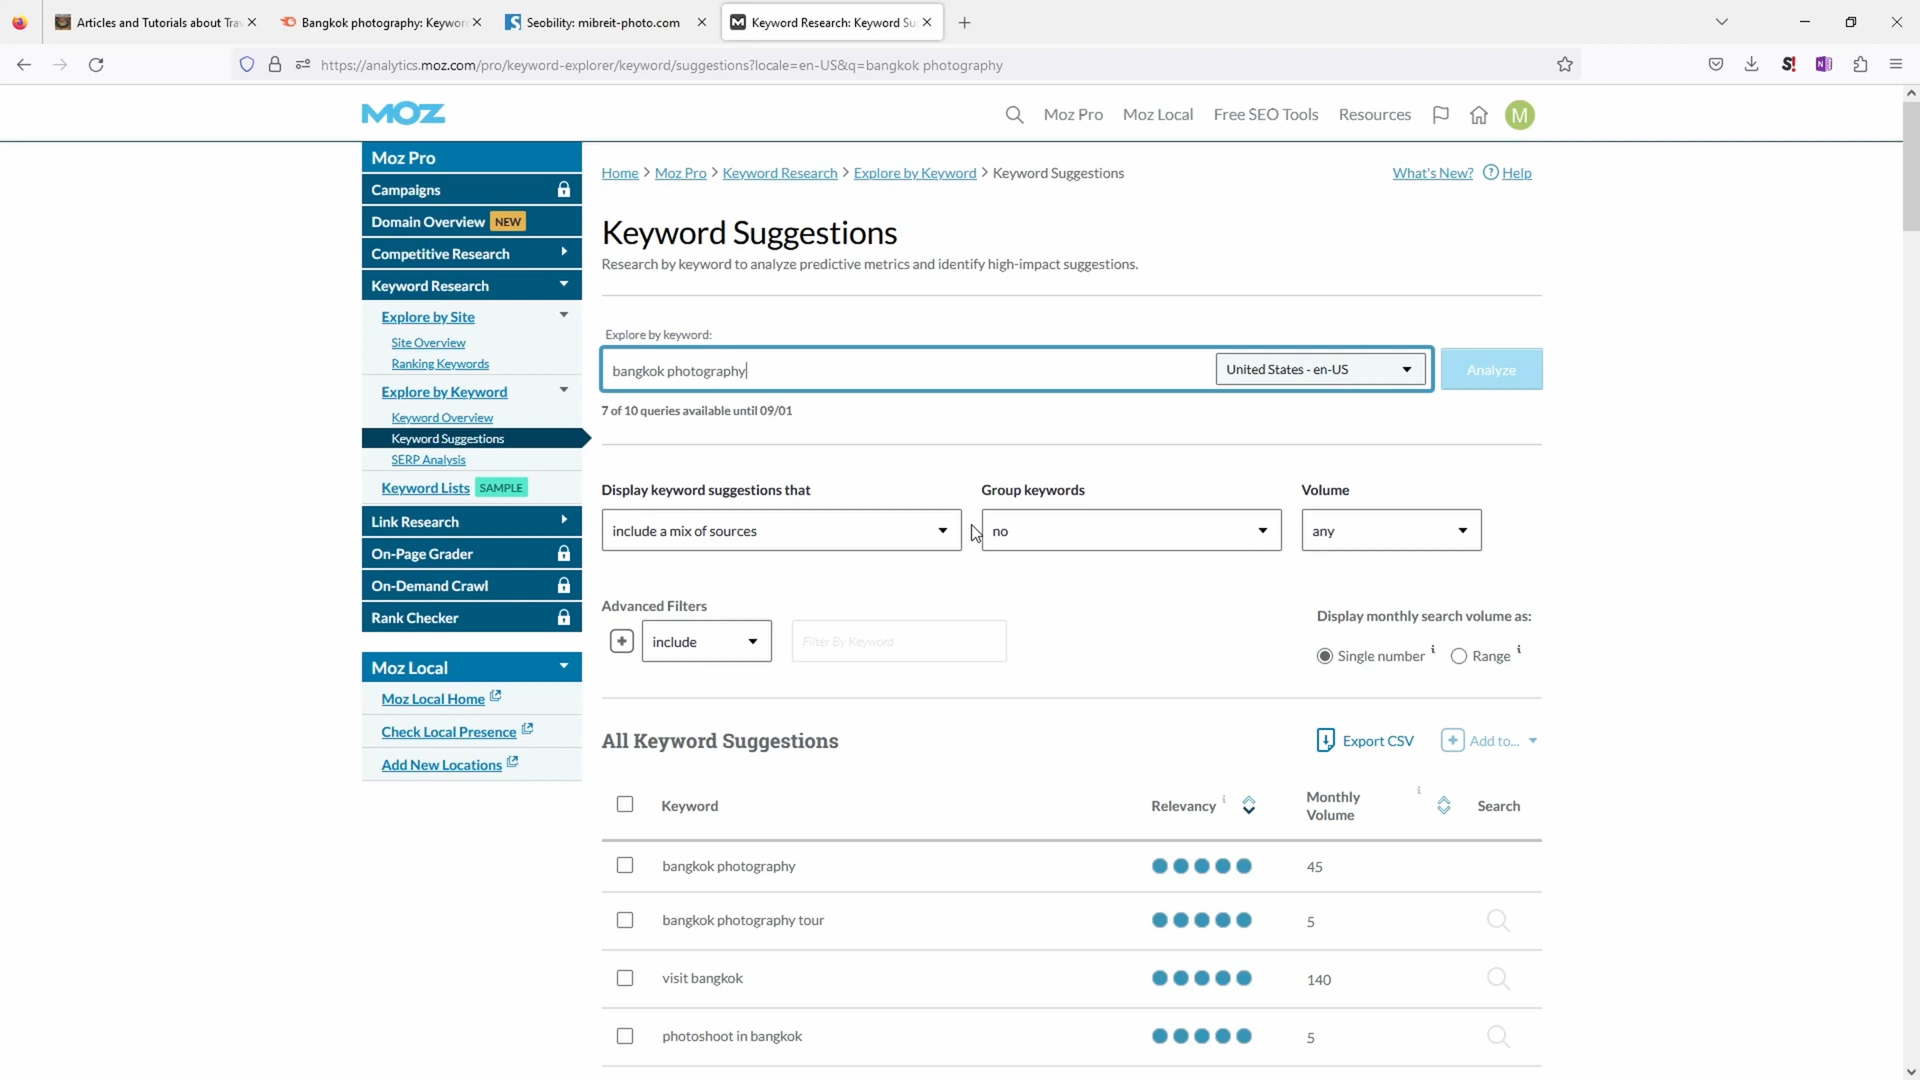 Articles and Tutorials about Tra
Bangkok photography: Keywor
Seobility: mibreit-photo.com
Keyword Research: Keyword Su
https://analytics.moz.com/pro/keyword-explorer/keyword/suggestions?locale=en-US&q=bangkok photography
MOZ
Moz Pro
Moz Local
Free SEO Tools
Resources
M
Moz Pro
Campaigns
Domain Overview NEW
Competitive Research
Keyword Research
Explore by Site
Site Overview
Ranking Keywords
Explore by Keyword
Keyword Overview
Keyword Suggestions
SERP Analysis
Keyword Lists SAMPLE
Link Research
On-Page Grader
On-Demand Crawl
Rank Checker
Moz Local
Moz Local Home
Check Local Presence
Add New Locations
Home > Moz Pro > Keyword Research > Explore by Keyword > Keyword Suggestions
What's New? Help
Keyword Suggestions
Research by keyword to analyze predictive metrics and identify high-impact suggestions.
Explore by keyword:
bangkok photography
United States - en-US
Analyze
7 of 10 queries available until 09/01
Display keyword suggestions that
Group keywords
Volume
include a mix of sources
no
any
Advanced Filters
include
Filter By Keyword
Display monthly search volume as:
Single number
Range
All Keyword Suggestions
Export CSV
Add to...
Keyword
Relevancy
Monthly
Volume
Search
bangkok photography
45
bangkok photography tour
5
visit bangkok
140
photoshoot in bangkok
5